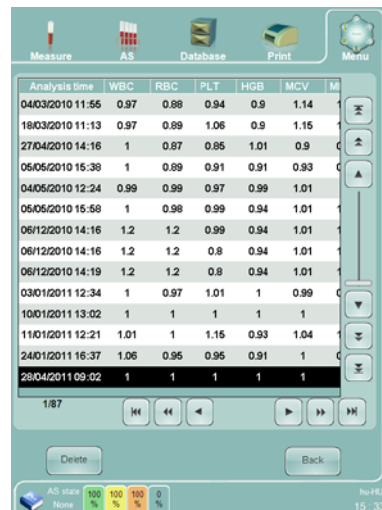 Measure AS Database Print Menu
Analysis time WBC RBC PLT HGB MCV M
04/03/2010 11:55 0.97 0.88 0.94 0.9 1.14 1
18/03/2010 11:13 0.97 0.89 1.06 0.9 1.15 1
27/04/2010 14:16 1 0.87 0.85 1.01 0.9
05/05/2010 15:38 1 0.89 0.91 0.91 0.93
04/05/2010 12:24 0.99 0.99 0.97 0.99 1.01
05/05/2010 15:58 1 0.98 0.99 0.94 1.01 1
06/12/2010 14:16 1.2 1.2 0.99 0.94 1.01 1
06/12/2010 14:16 1.2 1.2 0.8 0.94 1.01 1
06/12/2010 14:19 1.2 1.2 0.8 0.94 1.01 1
03/01/2011 12:34 1 0.97 1.01 1 0.99
10/01/2011 13:02 1 1 1 1 1
11/01/2011 12:21 1.01 1 1.15 0.93 1.04 1
24/01/2011 16:37 1.06 0.95 0.95 0.91 1
28/04/2011 09:02 1 1 1 1 1
1/87
Delete Back
AS state 100 100 100 0 hu-HU
None % % % % 15:3